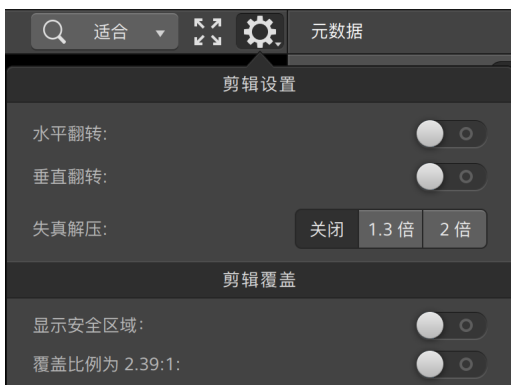 适合 元数据
剪辑设置
水平翻转:
垂直翻转:
失真解压: 关闭 1.3 倍 2 倍
剪辑覆盖
显示安全区域:
覆盖比例为 2.39:1: